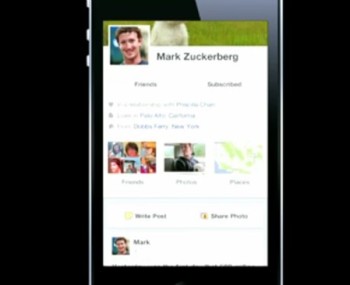 Mark Zuckerberg
Friends Subscribed
In a relationship with Priscilla Chan
Lives in Palo Alto, California
From Dobbs Ferry, New York
Friends Photos Places
Write Post Share Photo
Mark